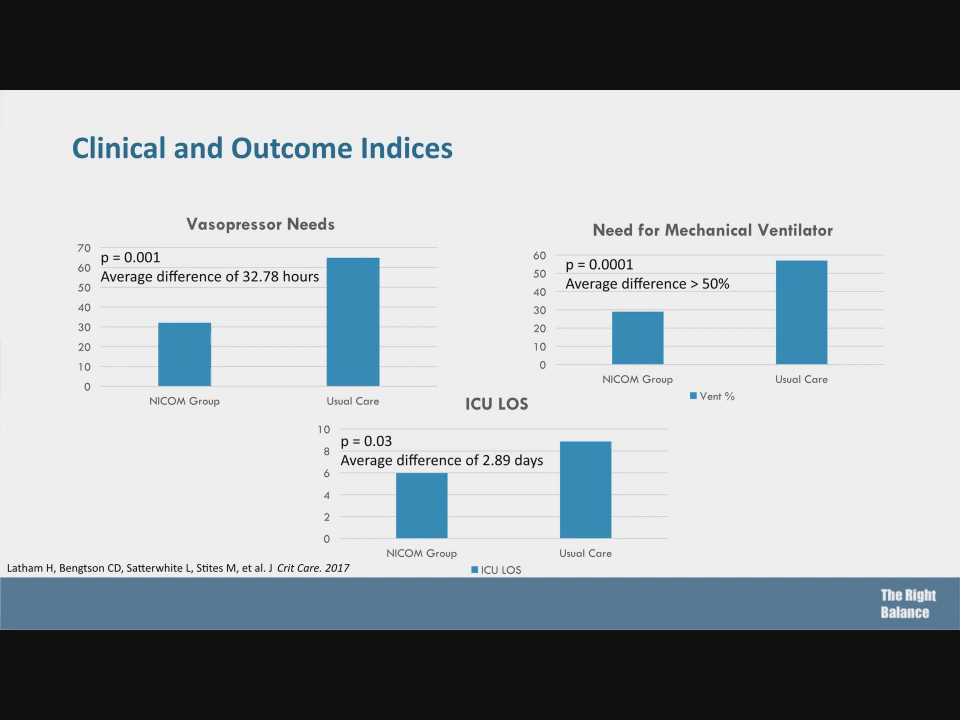 Clinical and Outcome Indices
Vasopressor Needs
70
60
50
40
30
20
10
0
p = 0.001
Average difference of 32.78 hours
NICOM Group
Usual Care
Need for Mechanical Ventilator
60
50
40
30
20
10
0
p = 0.0001
Average difference > 50%
NICOM Group
Usual Care
Vent %
ICU LOS
10
8
6
4
2
0
p = 0.03
Average difference of 2.89 days
NICOM Group
Usual Care
ICU LOS
Latham H, Bengtson CD, Satterwhite L, Stites M, et al. J Crit Care. 2017
The Right
Balance